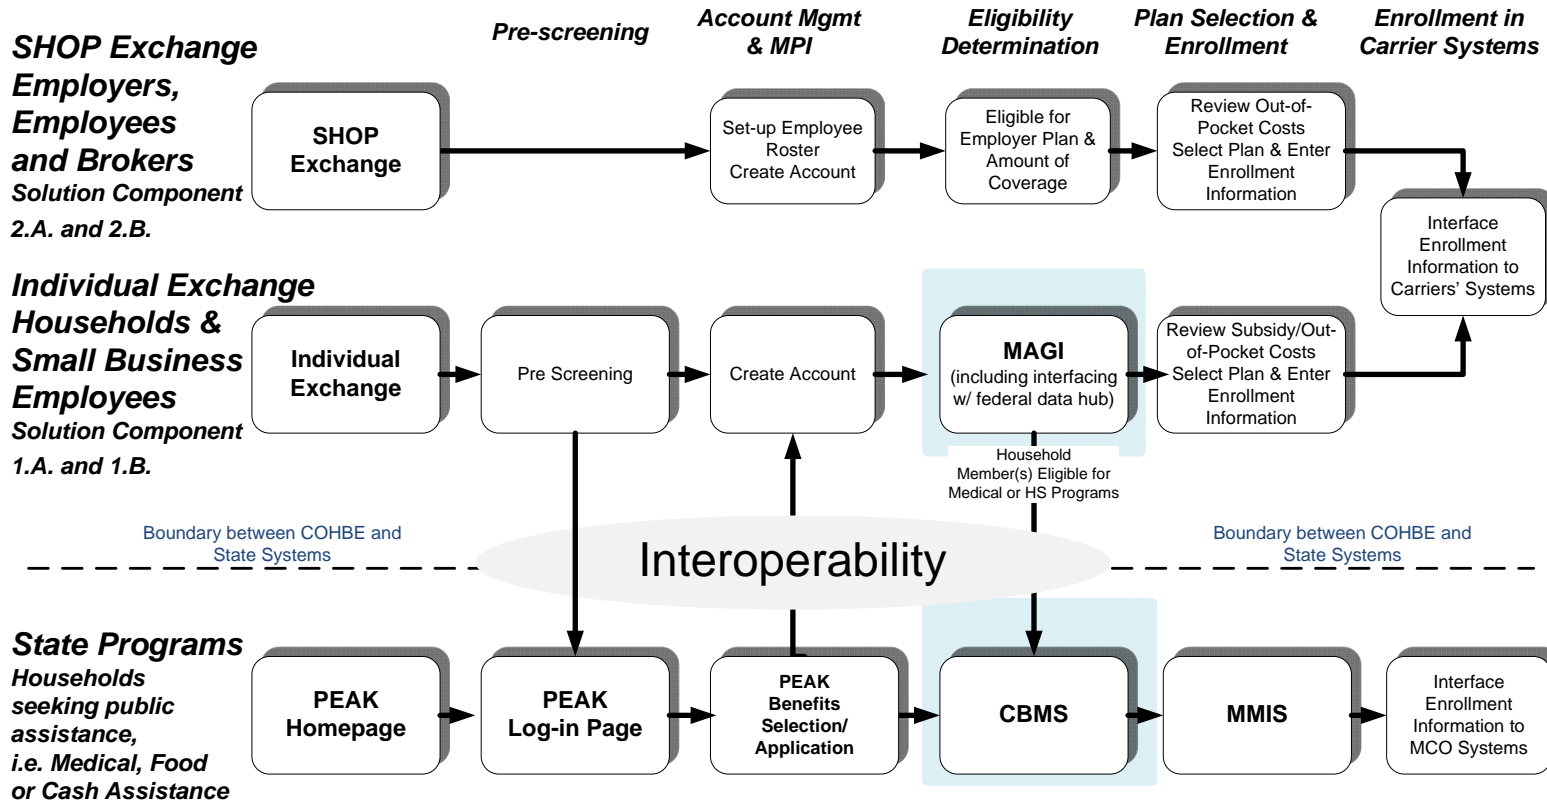 Pre-screening
Account Mgmt
& MPI
Eligibility
Determination
Plan Selection &
Enrollment
Enrollment in
Carrier Systems
SHOP Exchange
Employers,
Employees
and Brokers
Solution Component
2.A. and 2.B.
SHOP
Exchange
Set-up Employee
Roster
Create Account
Eligible for
Employer Plan &
Amount of
Coverage
Review Out-of-
Pocket Costs
Select Plan & Enter
Enrollment
Information
Interface
Enrollment
Information to
Carriers' Systems
Individual Exchange
Households &
Small Business
Employees
Solution Component
1.A. and 1.B.
Individual
Exchange
Pre Screening
Create Account
MAGI
(including interfacing
w/ federal data hub)
Review Subsidy/Out-
of-Pocket Costs
Select Plan & Enter
Enrollment
Information
Household
Member(s) Eligible for
Medical or HS Programs
Boundary between COHBE and
State Systems
Interoperability
Boundary between COHBE and
State Systems
State Programs
Households
seeking public
assistance,
i.e. Medical, Food
or Cash Assistance
PEAK
Homepage
PEAK
Log-in Page
PEAK
Benefits
Selection/
Application
CBMS
MMIS
Interface
Enrollment
Information to
MCO Systems